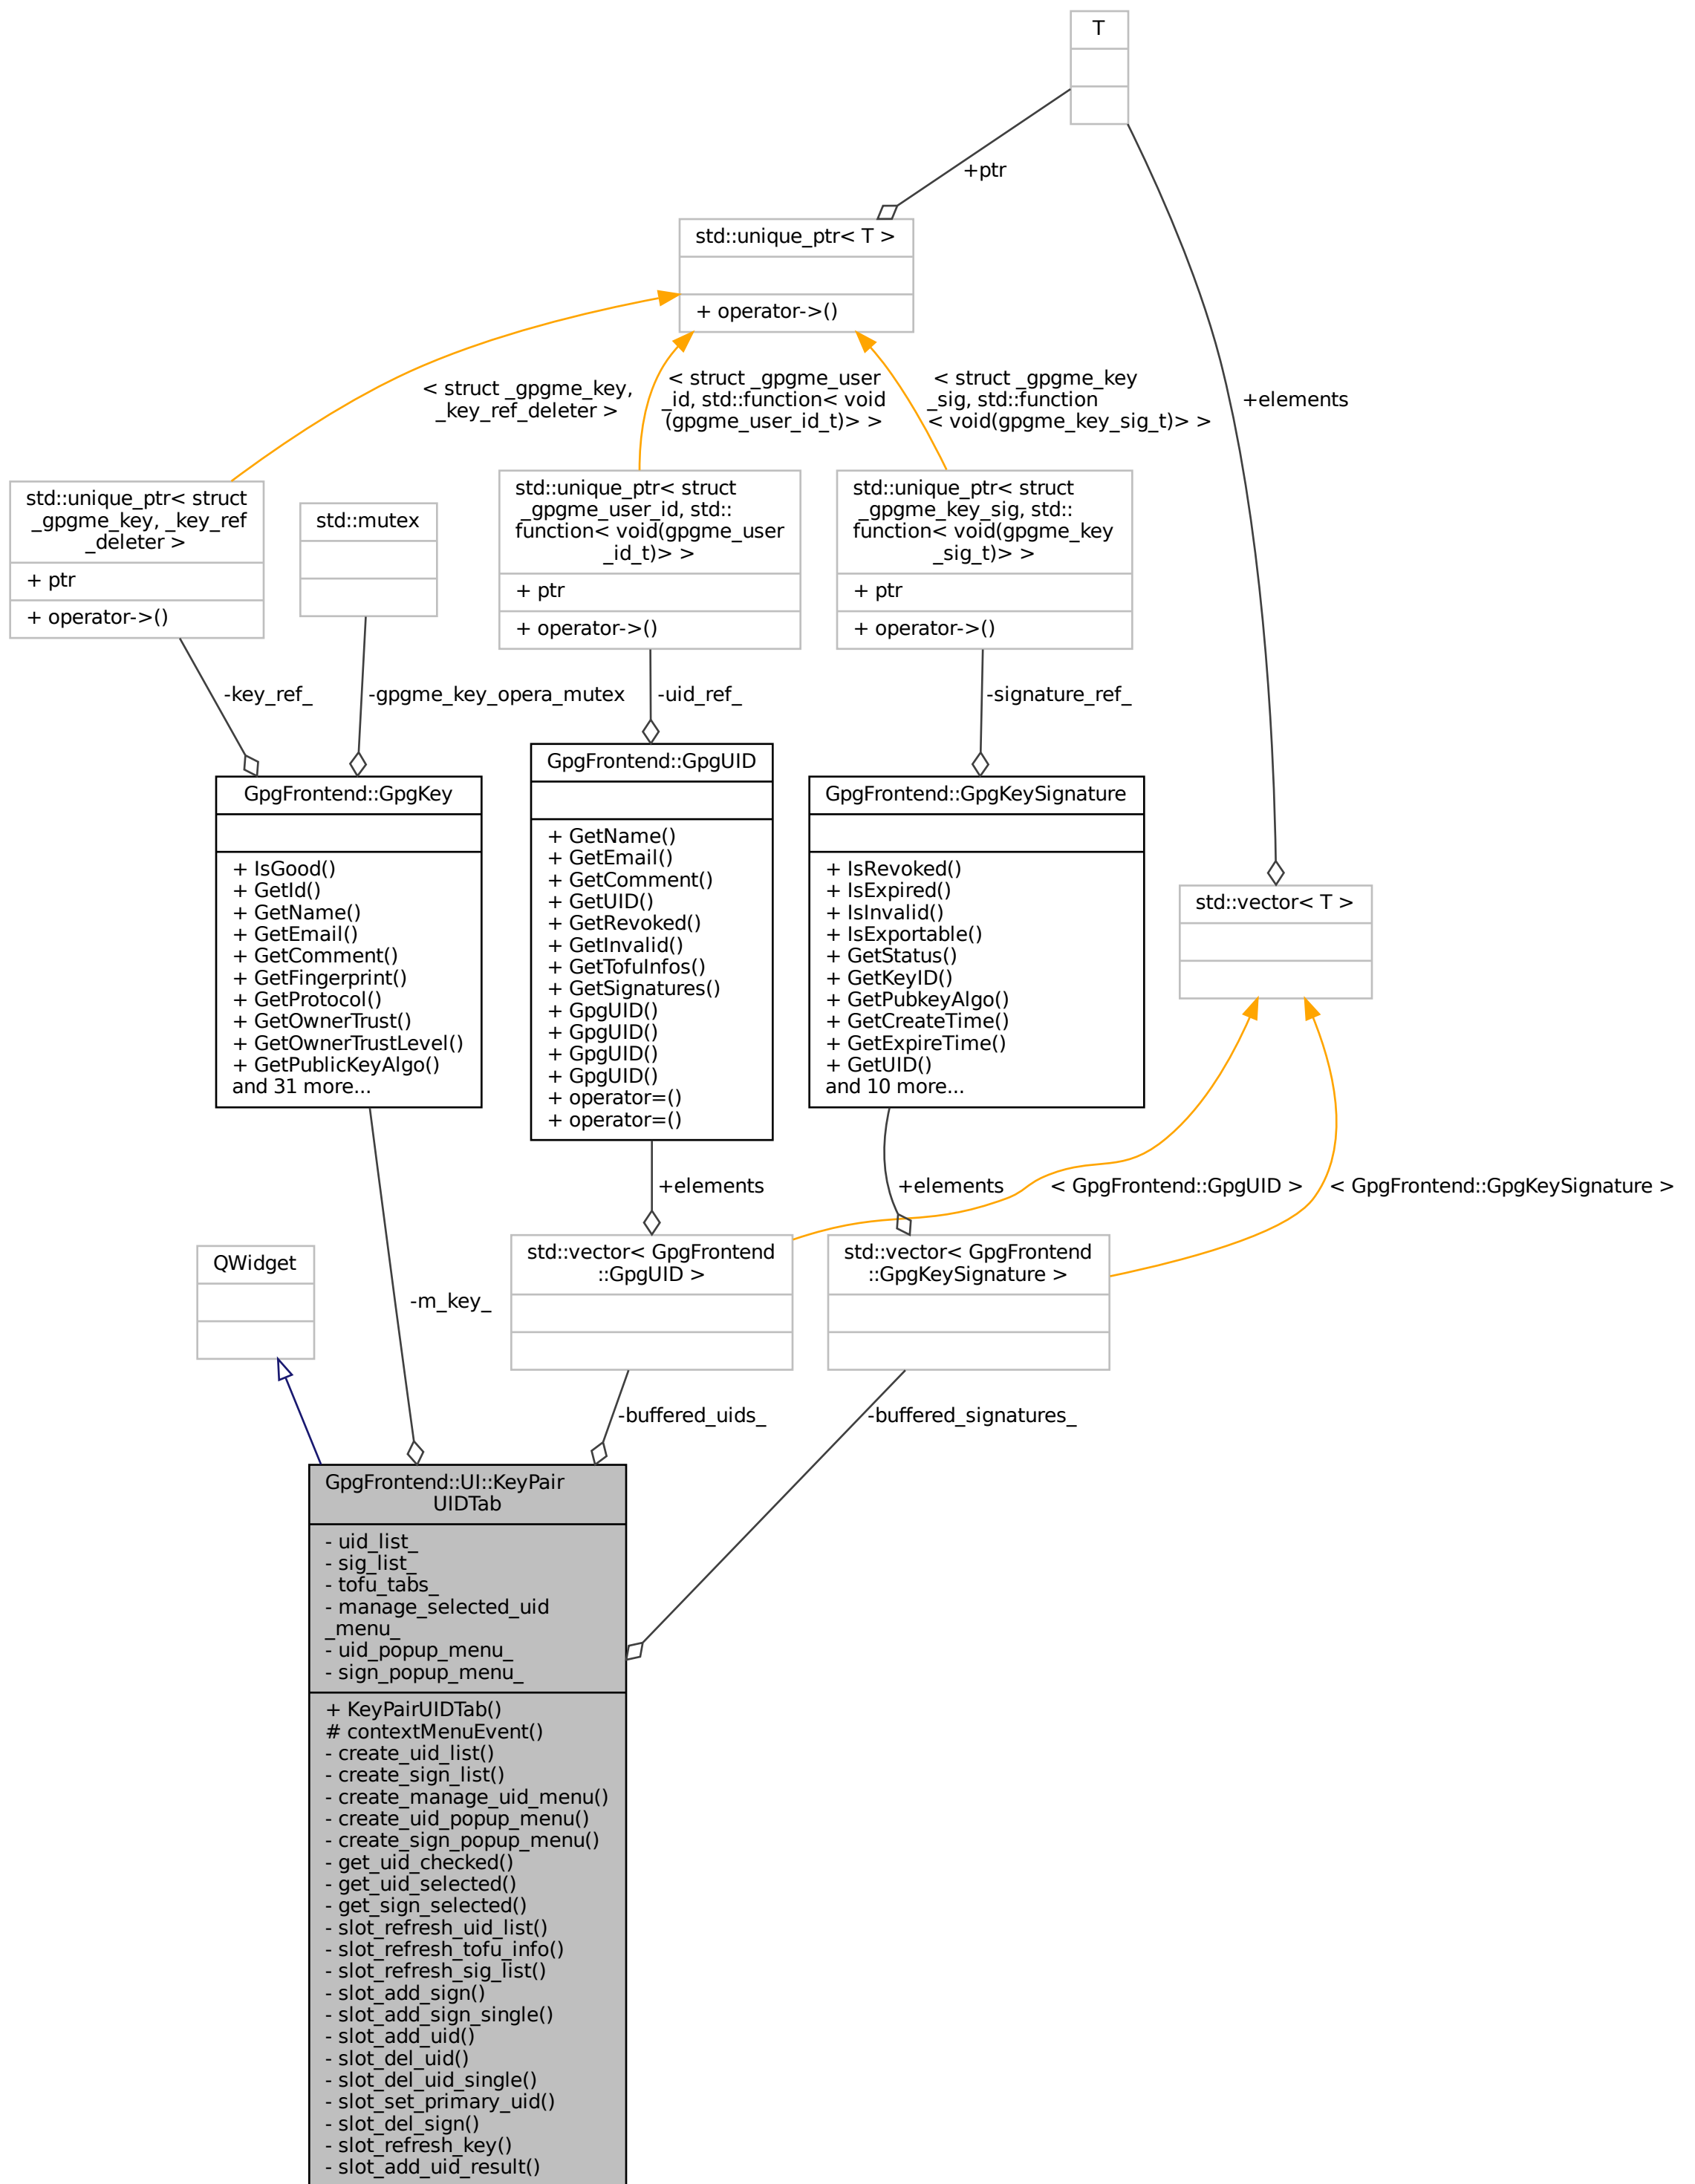 T
+ptr
std::unique_ptr< T >
+ operator->()
< struct _gpgme_key,
_key_ref_deleter >
< struct _gpgme_user
_id, std::function< void
(gpgme_user_id_t)> >
< struct _gpgme_key
_sig, std::function
< void(gpgme_key_sig_t)> >
+elements
std::unique_ptr< struct
_gpgme_key, _key_ref
_deleter >
+ ptr
+ operator->()
std::mutex
std::unique_ptr< struct
_gpgme_user_id, std::
function< void(gpgme_user
_id_t)> >
+ ptr
+ operator->()
std::unique_ptr< struct
_gpgme_key_sig, std::
function< void(gpgme_key
_sig_t)> >
+ ptr
+ operator->()
-key_ref_
-gpgme_key_opera_mutex
-uid_ref_
-signature_ref_
GpgFrontend::GpgKey
+ IsGood()
+ GetId()
+ GetName()
+ GetEmail()
+ GetComment()
+ GetFingerprint()
+ GetProtocol()
+ GetOwnerTrust()
+ GetOwnerTrustLevel()
+ GetPublicKeyAlgo()
and 31 more...
GpgFrontend::GpgUID
+ GetName()
+ GetEmail()
+ GetComment()
+ GetUID()
+ GetRevoked()
+ GetInvalid()
+ GetTofuInfos()
+ GetSignatures()
+ GpgUID()
+ GpgUID()
+ GpgUID()
+ GpgUID()
+ operator=()
+ operator=()
GpgFrontend::GpgKeySignature
+ IsRevoked()
+ IsExpired()
+ IsInvalid()
+ IsExportable()
+ GetStatus()
+ GetKeyID()
+ GetPubkeyAlgo()
+ GetCreateTime()
+ GetExpireTime()
+ GetUID()
and 10 more...
std::vector< T >
+elements
+elements
< GpgFrontend::GpgUID >
< GpgFrontend::GpgKeySignature >
QWidget
-m_key_
std::vector< GpgFrontend
::GpgUID >
std::vector< GpgFrontend
::GpgKeySignature >
-buffered_uids_
-buffered_signatures_
GpgFrontend::UI::KeyPair
UIDTab
- uid_list_
- sig_list_
- tofu_tabs_
- manage_selected_uid
_menu_
- uid_popup_menu_
- sign_popup_menu_
+ KeyPairUIDTab()
# contextMenuEvent()
- create_uid_list()
- create_sign_list()
- create_manage_uid_menu()
- create_uid_popup_menu()
- create_sign_popup_menu()
- get_uid_checked()
- get_uid_selected()
- get_sign_selected()
- slot_refresh_uid_list()
- slot_refresh_tofu_info()
- slot_refresh_sig_list()
- slot_add_sign()
- slot_add_sign_single()
- slot_add_uid()
- slot_del_uid()
- slot_del_uid_single()
- slot_set_primary_uid()
- slot_del_sign()
- slot_refresh_key()
- slot_add_uid_result()